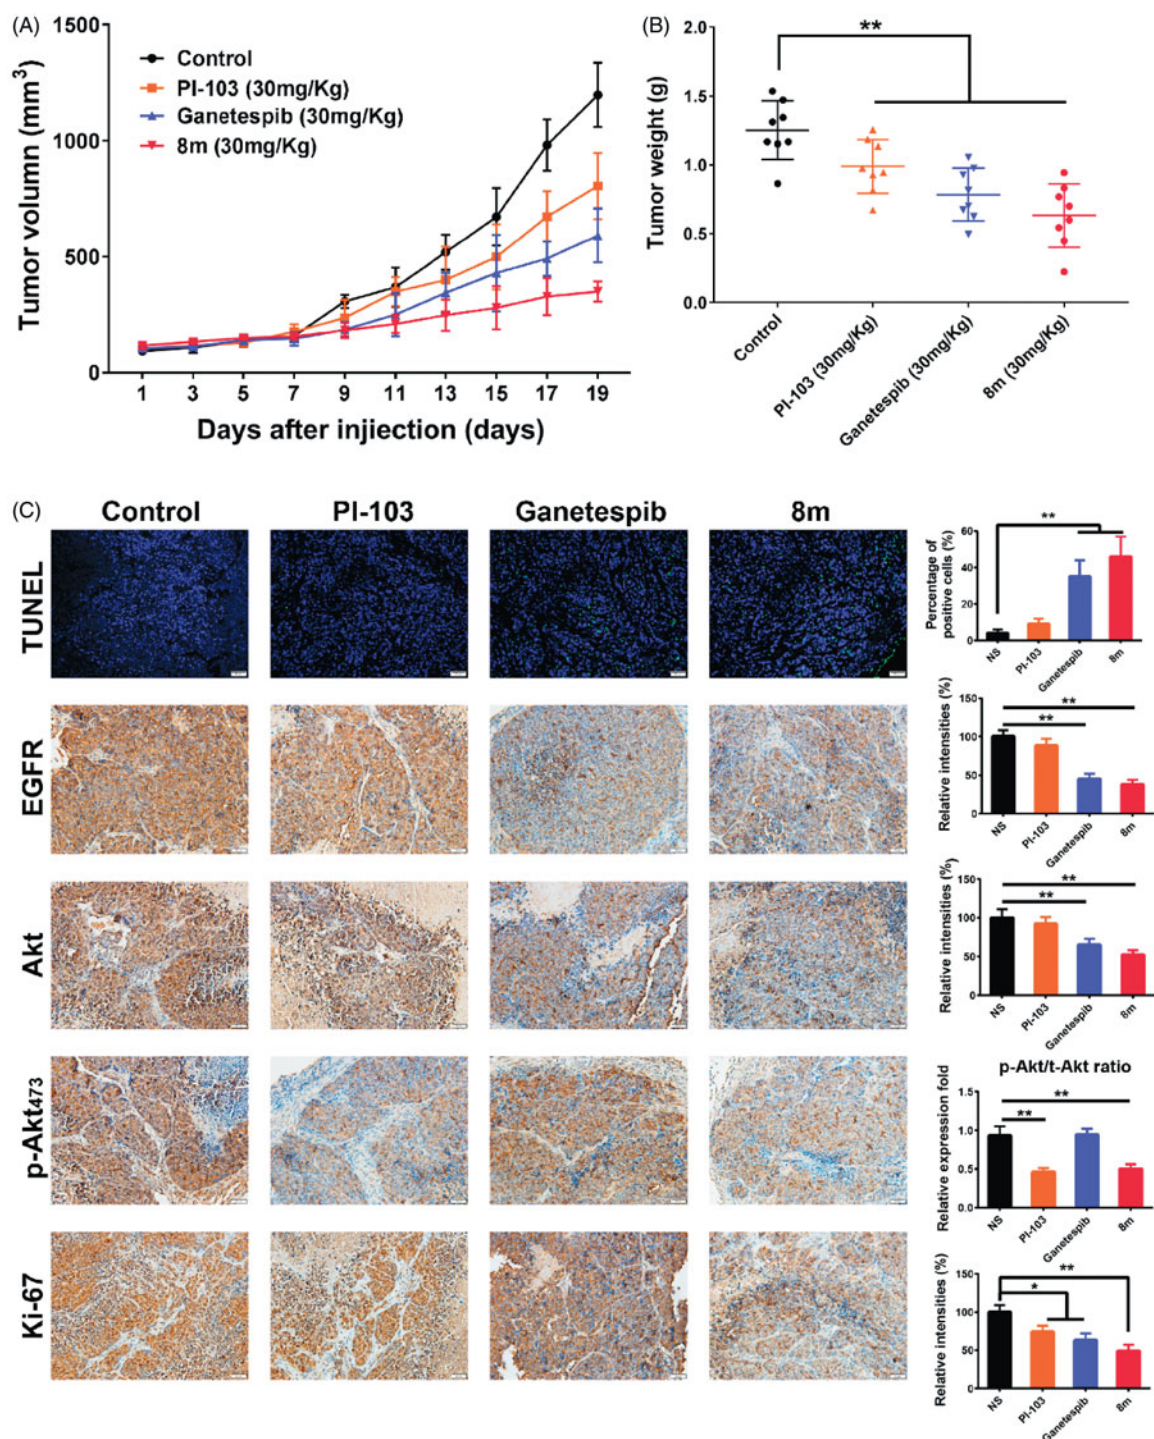 (A)
Tumor volumn (mm³)
1500
1000
500
0
Control
PI-103 (30mg/Kg)
Ganetespib (30mg/Kg)
8m (30mg/Kg)
1 3 5 7 9 11 13 15 17 19
Days after injiection (days)
(B)
Tumor weight (g)
2.0
1.5
1.0
0.5
0.0
**
Control
PI-103 (30mg/Kg)
Ganetespib (30mg/Kg)
8m (30mg/Kg)
(C)
Control PI-103 Ganetespib 8m
TUNEL
Percentage of
positive cells (%)
60
40
20
0
**
NS PI-103 Ganetespib 8m
EGFR
Relative intensities (%)
150
100
50
0
**
**
NS PI-103 Ganetespib 8m
Akt
Relative intensities (%)
150
100
50
0
**
**
NS PI-103 Ganetespib 8m
p-Akt473
p-Akt/t-Akt ratio
Relative expression fold
1.5
1.0
0.5
0.0
**
**
NS PI-103 Ganetespib 8m
Ki-67
Relative intensities (%)
150
100
50
0
**
*
NS PI-103 Ganetespib 8m